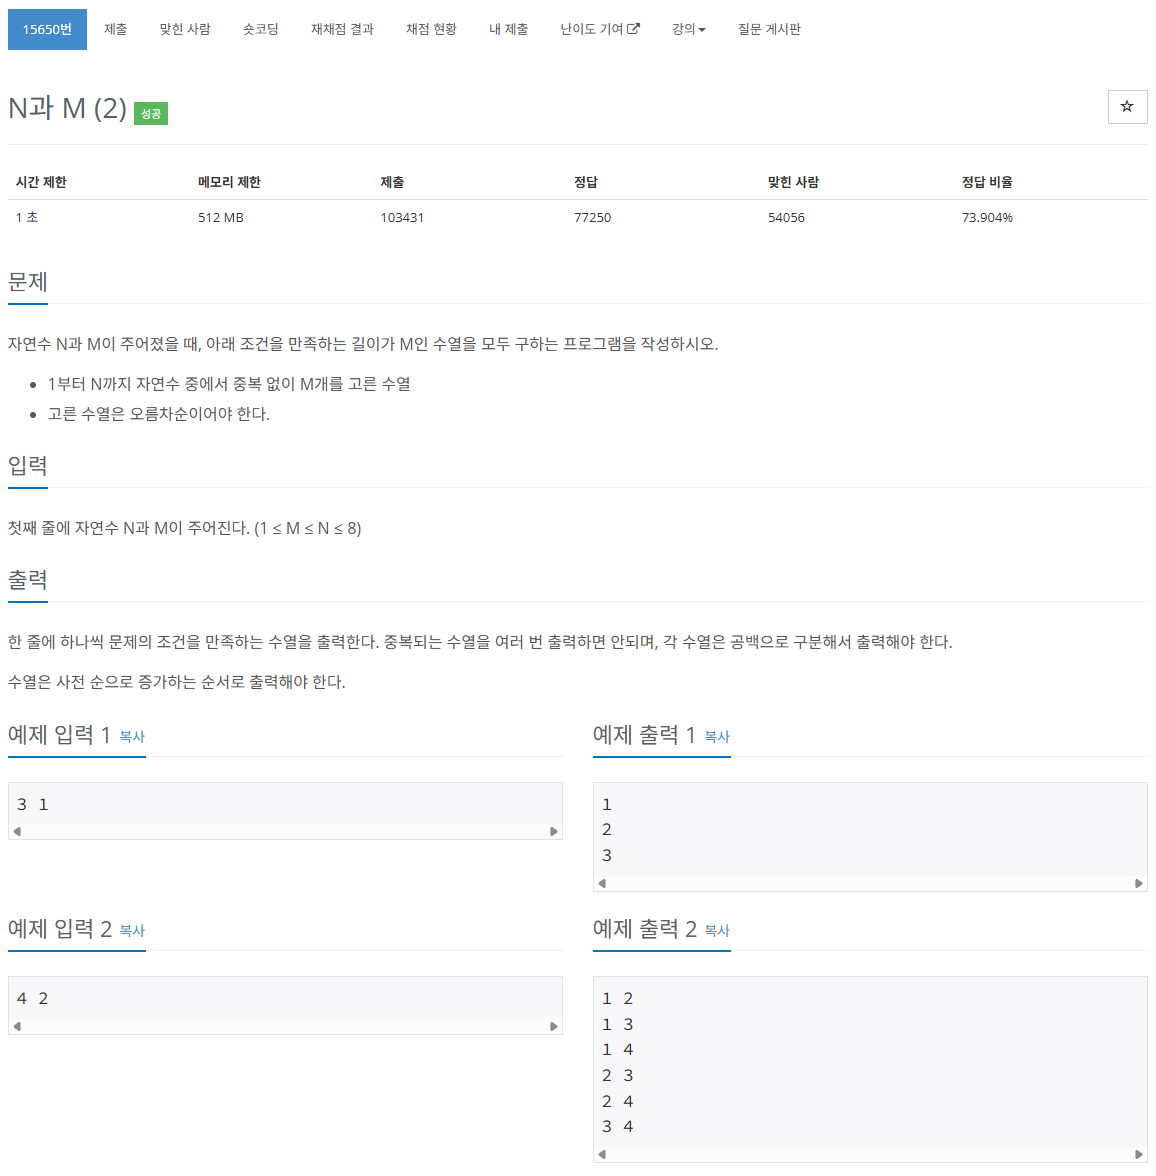 15650번 제출 맞힌 사람 숏코딩 재채점 결과 채점 현황 내 제출 난이도 기여 강의 질문 게시판
N과 M (2) 성공
시간 제한 메모리 제한 제출 정답 맞힌 사람 정답 비율
1 초 512 MB 103431 77250 54056 73.904%
문제
자연수 N과 M이 주어졌을 때, 아래 조건을 만족하는 길이가 M인 수열을 모두 구하는 프로그램을 작성하시오.
1부터 N까지 자연수 중에서 중복 없이 M개를 고른 수열
고른 수열은 오름차순이어야 한다.
입력
첫째 줄에 자연수 N과 M이 주어진다. (1 ≤ M ≤ N ≤ 8)
출력
한 줄에 하나씩 문제의 조건을 만족하는 수열을 출력한다. 중복되는 수열을 여러 번 출력하면 안되며, 각 수열은 공백으로 구분해서 출력해야 한다.
수열은 사전 순으로 증가하는 순서로 출력해야 한다.
예제 입력 1 복사
3 1
예제 출력 1 복사
1
2
3
예제 입력 2 복사
4 2
예제 출력 2 복사
1 2
1 3
1 4
2 3
2 4
3 4